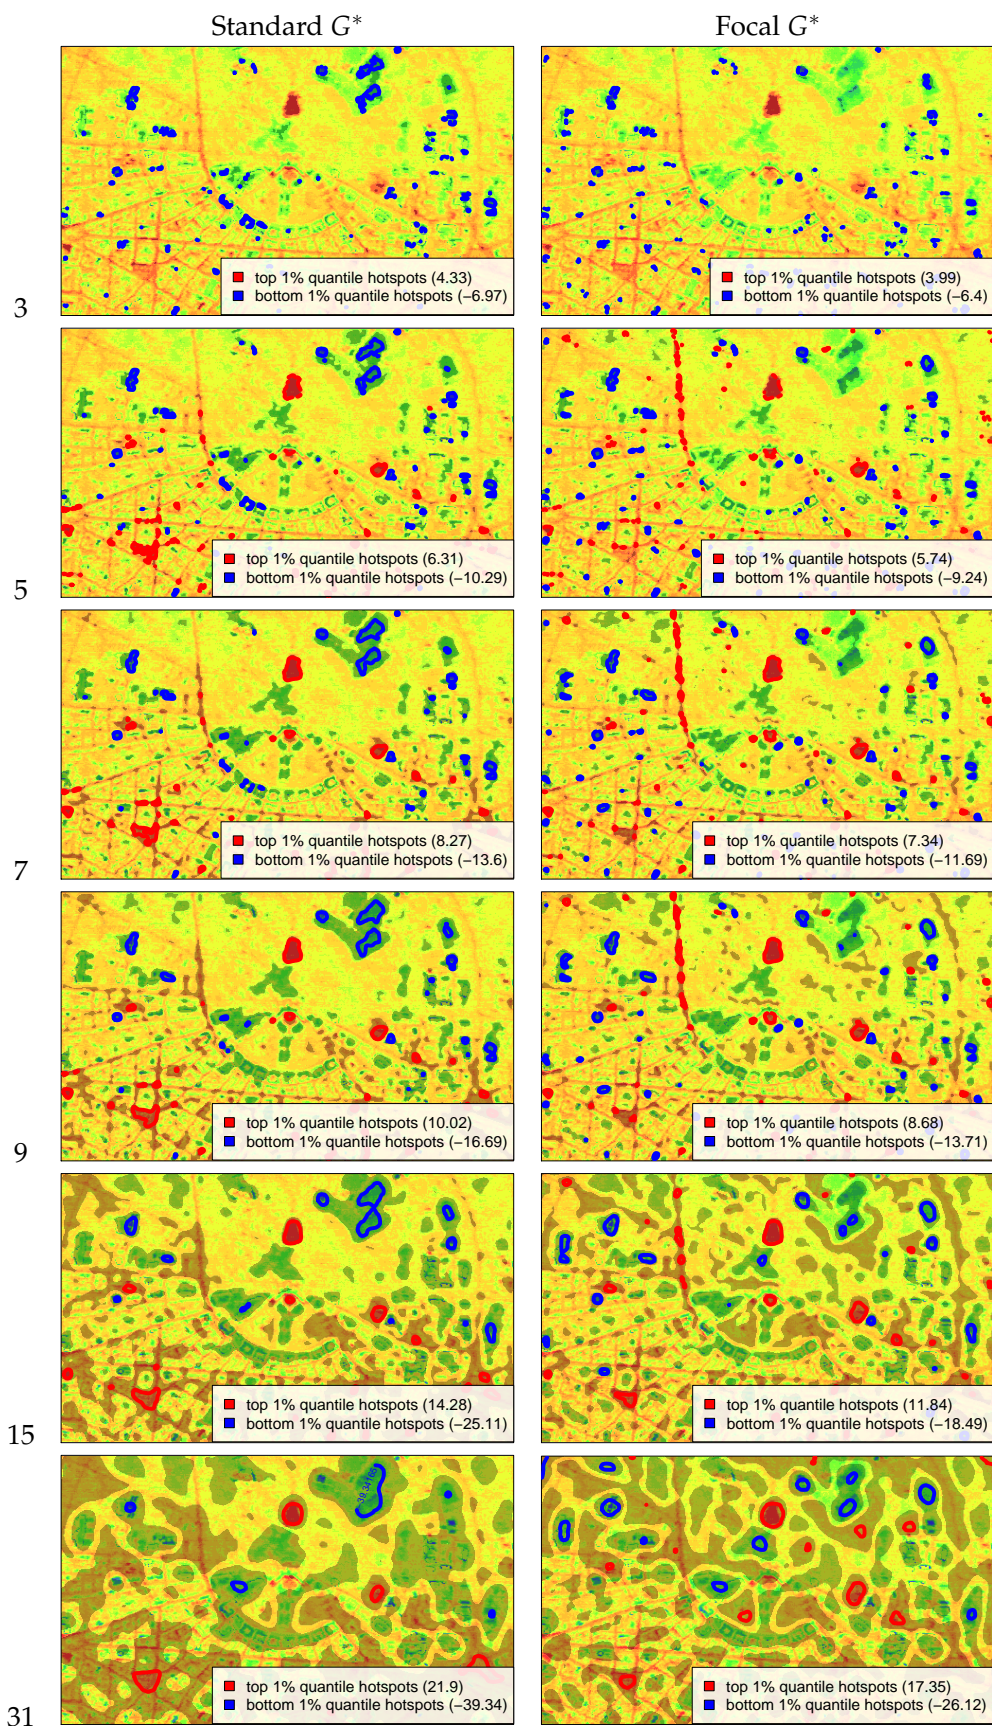 Standard G*
Focal G*
top 1% quantile hotspots (4.33)
bottom 1% quantile hotspots (−6.97)
top 1% quantile hotspots (3.99)
bottom 1% quantile hotspots (−6.4)
3
top 1% quantile hotspots (6.31)
bottom 1% quantile hotspots (−10.29)
top 1% quantile hotspots (5.74)
bottom 1% quantile hotspots (−9.24)
5
top 1% quantile hotspots (8.27)
bottom 1% quantile hotspots (−13.6)
top 1% quantile hotspots (7.34)
bottom 1% quantile hotspots (−11.69)
7
top 1% quantile hotspots (10.02)
bottom 1% quantile hotspots (−16.69)
top 1% quantile hotspots (8.68)
bottom 1% quantile hotspots (−13.71)
9
top 1% quantile hotspots (14.28)
bottom 1% quantile hotspots (−25.11)
top 1% quantile hotspots (11.84)
bottom 1% quantile hotspots (−18.49)
15
top 1% quantile hotspots (21.9)
bottom 1% quantile hotspots (−39.34)
top 1% quantile hotspots (17.35)
bottom 1% quantile hotspots (−26.12)
31